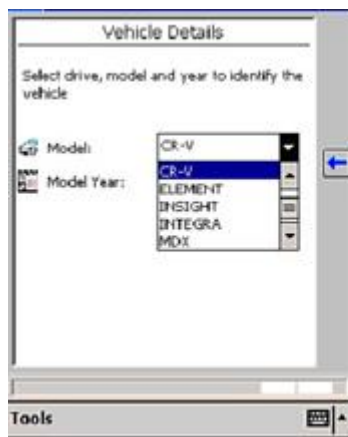 Vehicle Details
Select drive, model and year to identify the
vehicle
Model:
CR-V
CR-V
Model Year:
ELEMENT
INSIGHT
INTEGRA
MDX
Tools